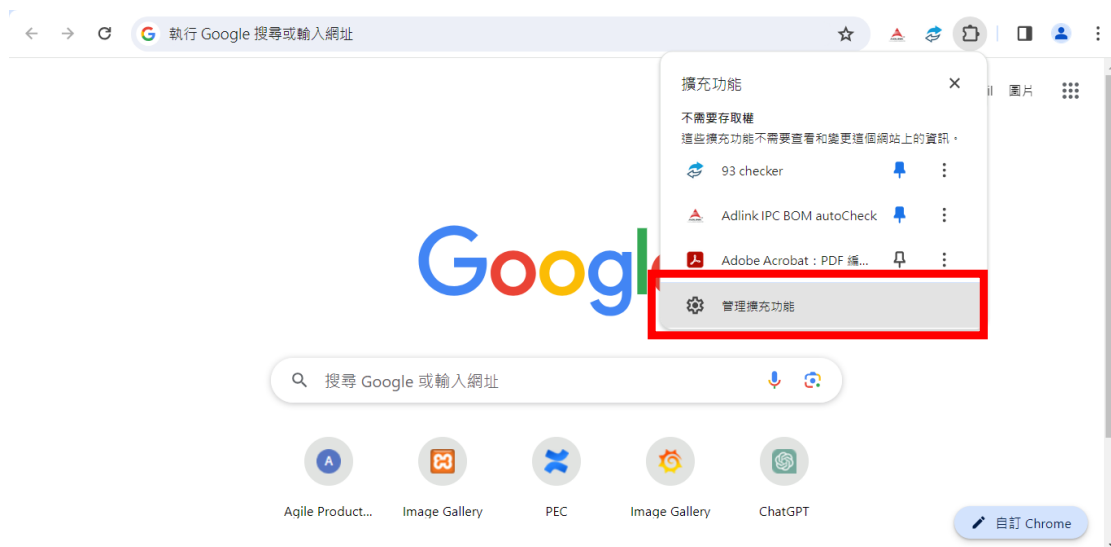 執行 Google 搜尋或輸入網址
擴充功能
il 圖片
不需要存取權
這些擴充功能不需要查看和變更這個網站上的資訊。
93 checker
Adlink IPC BOM autoCheck
Adobe Acrobat：PDF 編...
管理擴充功能
Googl
搜尋 Google 或輸入網址
A
Agile Product...
Image Gallery
PEC
Image Gallery
ChatGPT
自訂 Chrome